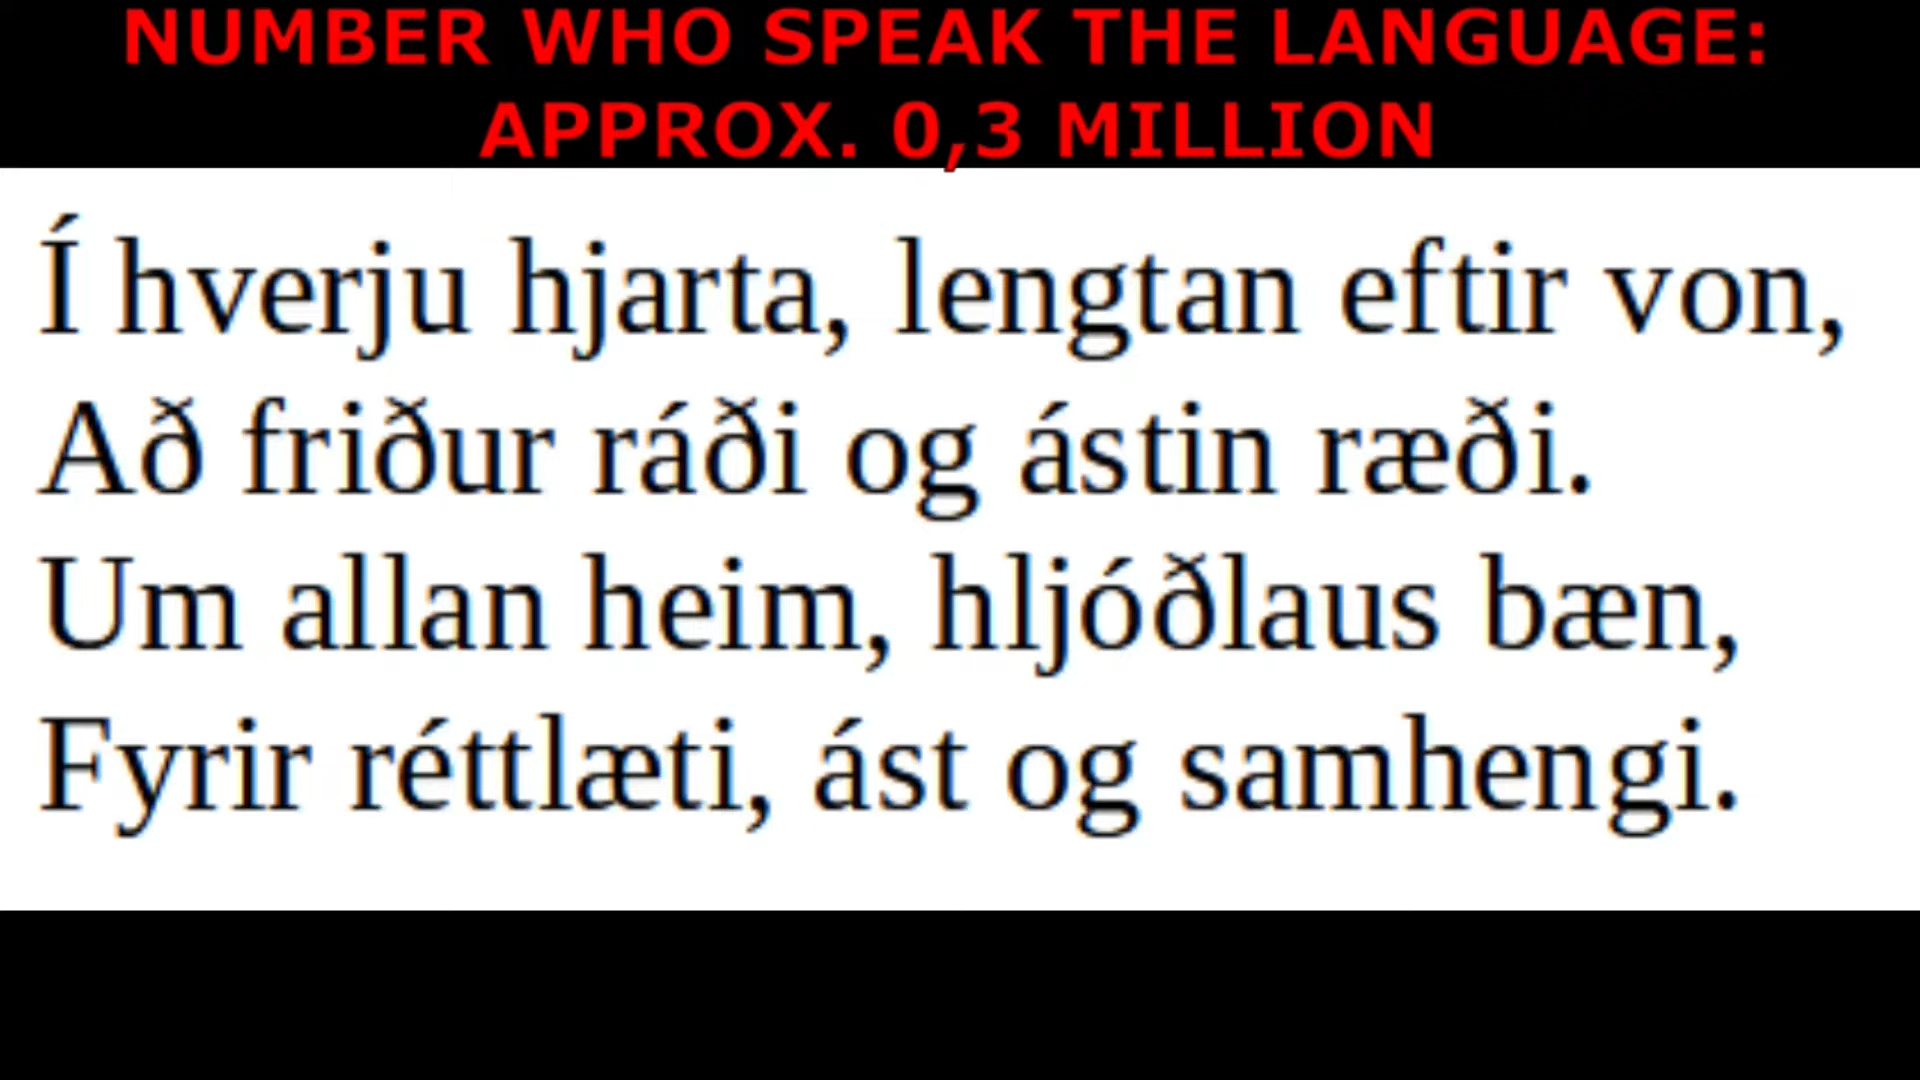 NUMBER WHO SPEAK THE LANGUAGE:
APPROX. 0,3 MILLION
Í hverju hjarta, lengtan eftir von,
Að friður ráði og ástin ræði.
Um allan heim, hljóðlaus bæn,
Fyrir réttlæti, ást og samhengi.